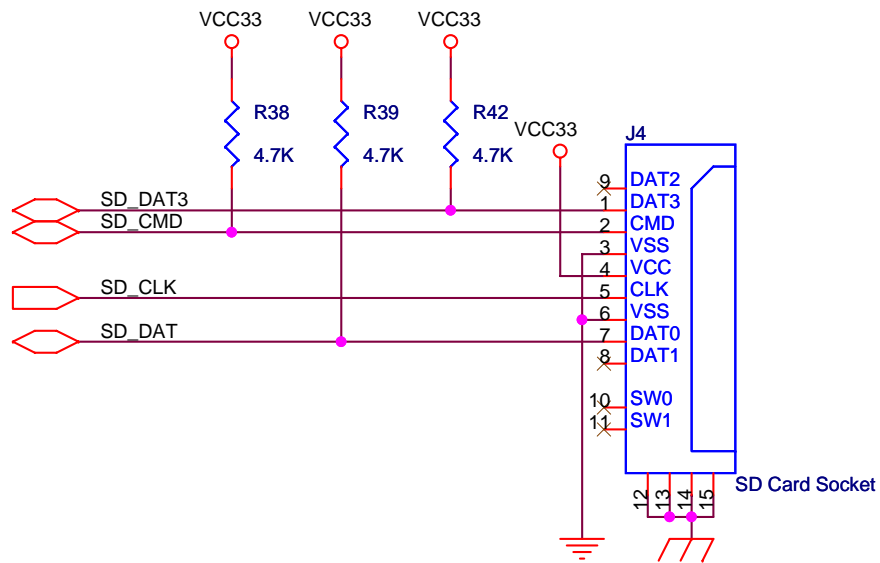 VCC33 VCC33 VCC33
R38 R39 R42
4.7K 4.7K 4.7K
VCC33
J4
9 DAT2
SD_DAT3 1 DAT3
SD_CMD 2 CMD
3 VSS
4 VCC
SD_CLK 5 CLK
6 VSS
SD_DAT 7 DAT0
8 DAT1
10 SW0
11 SW1
SD Card Socket
12 13 14 15